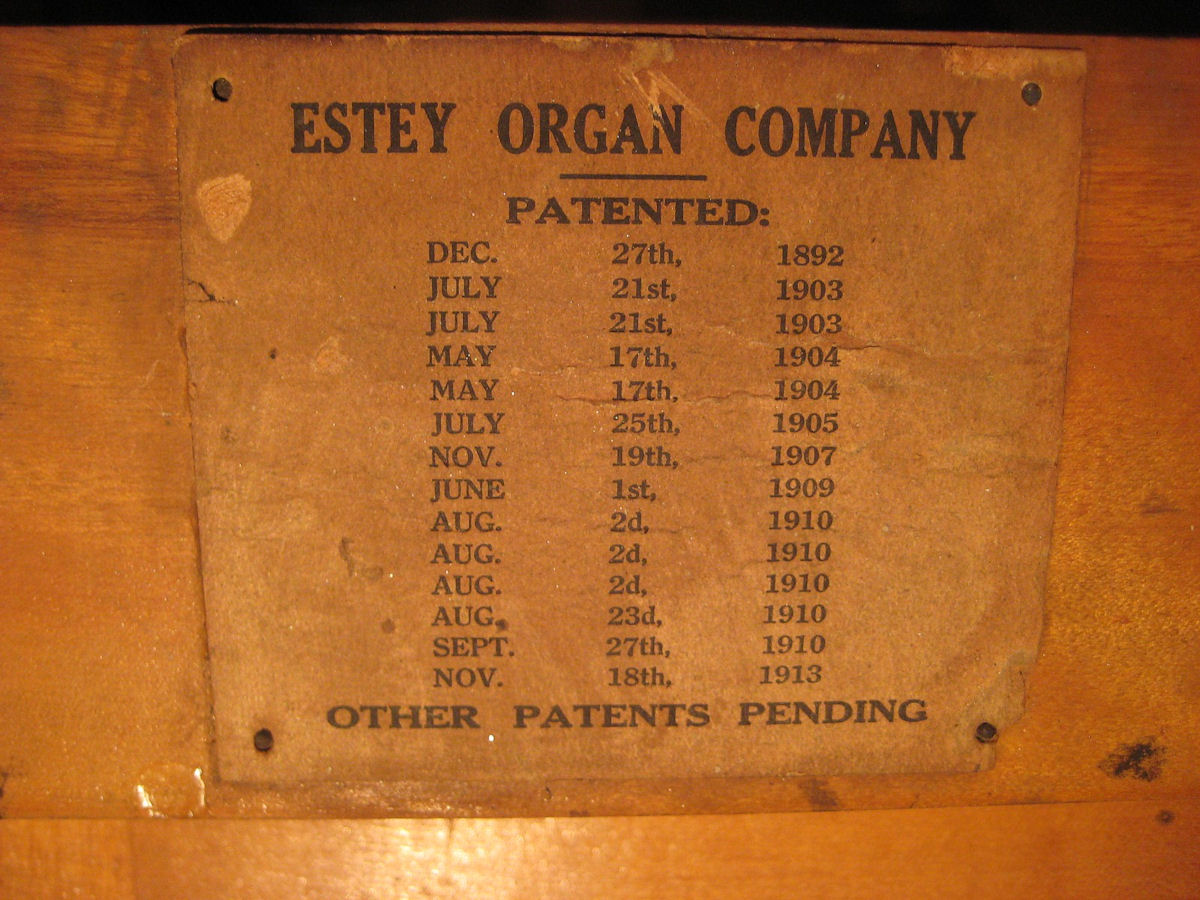 ESTEY ORGAN COMPANY
PATENTED:
DEC. 27th, 1892
JULY 21st, 1903
JULY 21st, 1903
MAY 17th, 1904
MAY 17th, 1904
JULY 25th, 1905
NOV. 19th, 1907
JUNE 1st, 1909
AUG. 2d, 1910
AUG. 2d, 1910
AUG. 2d, 1910
AUG. 23d, 1910
SEPT. 27th, 1910
NOV. 18th, 1913
OTHER PATENTS PENDING